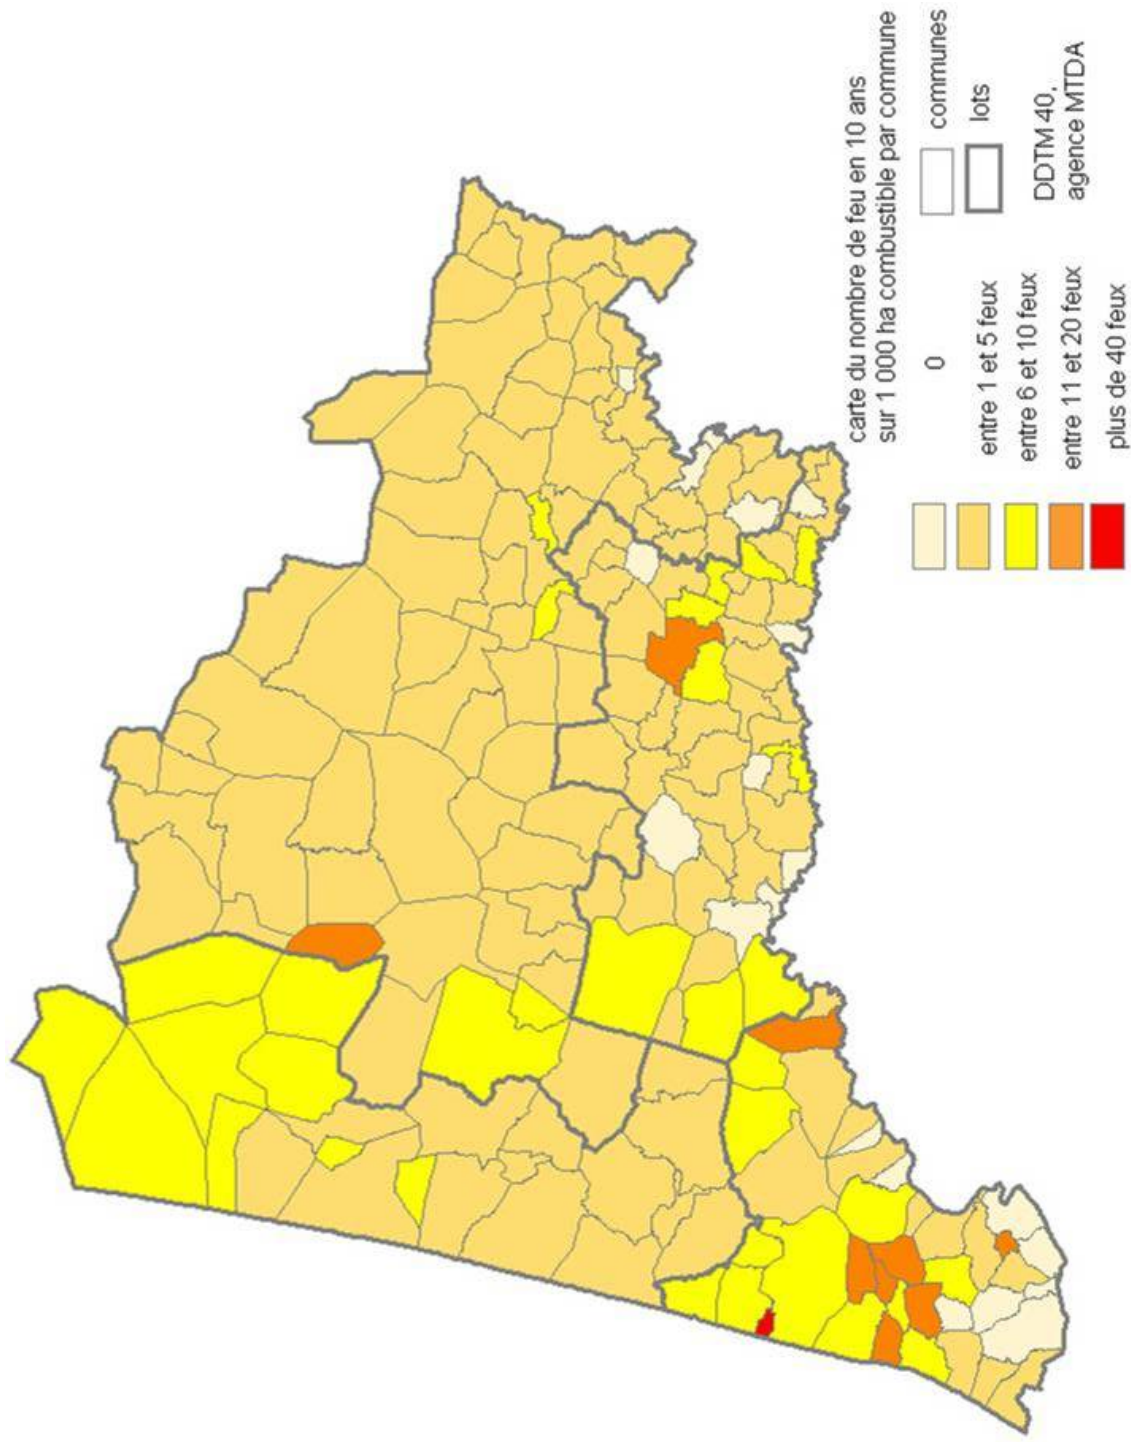 carte du nombre de feu en 10 ans
sur 1 000 ha combustible par commune
0
entre 1 et 5 feux
entre 6 et 10 feux
entre 11 et 20 feux
plus de 40 feux
communes
lots
DDTM 40,
agence MTDA